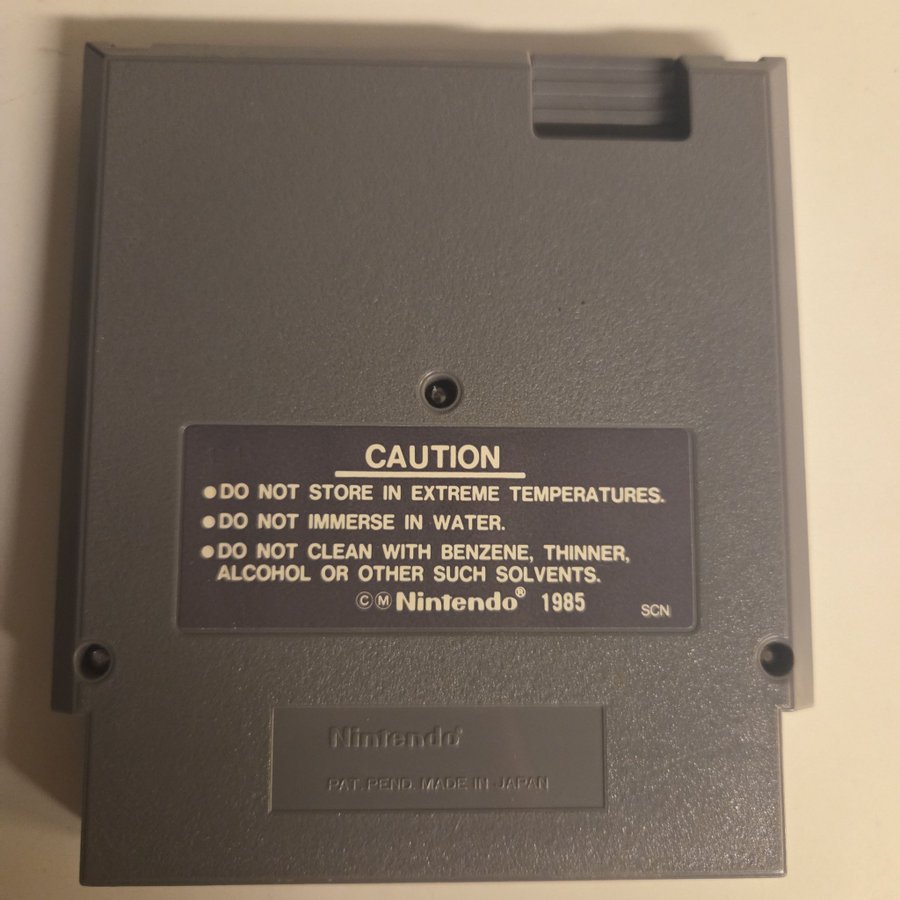 CAUTION
●DO NOT STORE IN EXTREME TEMPERATURES.
●DO NOT IMMERSE IN WATER.
●DO NOT CLEAN WITH BENZENE, THINNER,
ALCOHOL OR OTHER SUCH SOLVENTS.
ⒸⓂNintendo® 1985
SCN
Nintendo®
PAT. PEND. MADE IN JAPAN